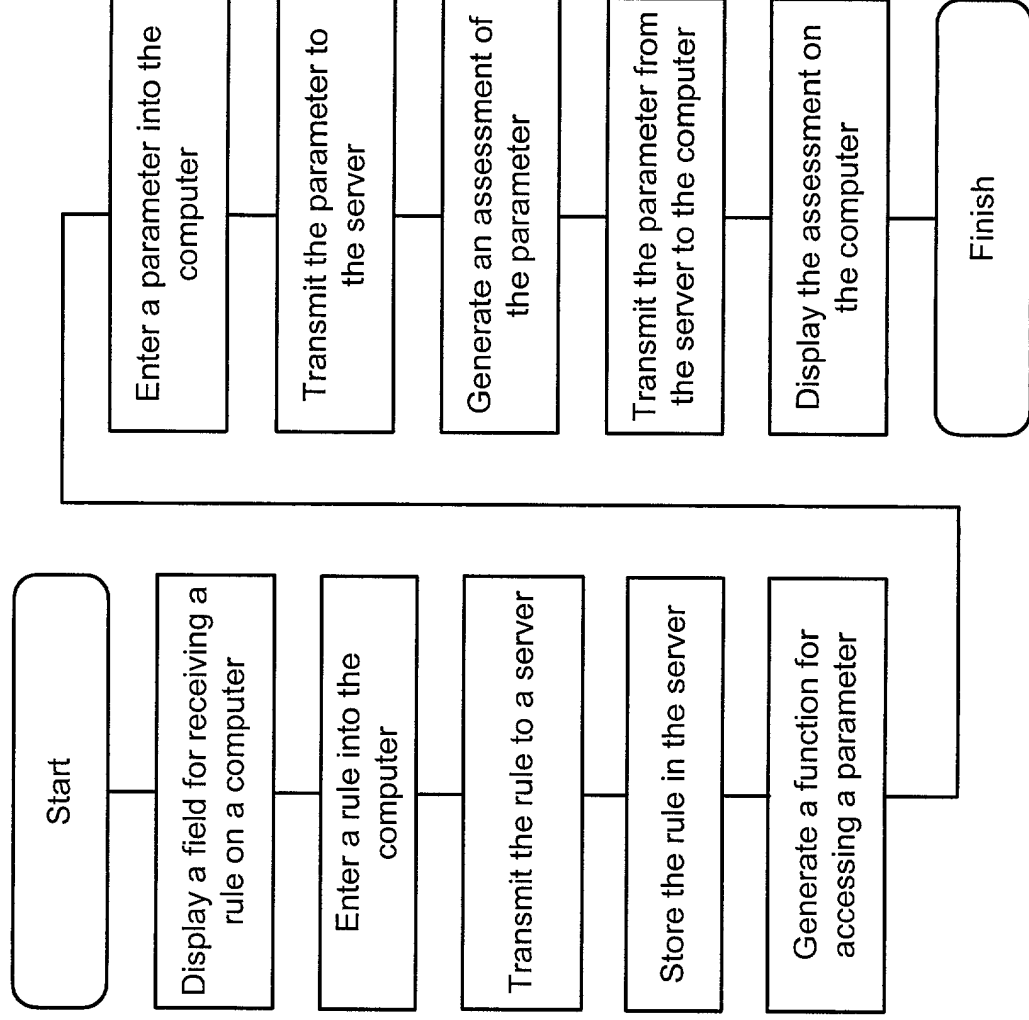 Start
Display a field for receiving a
rule on a computer
Enter a rule into the
computer
Transmit the rule to a server
Store the rule in the server
Generate a function for
accessing a parameter
Enter a parameter into the
computer
Transmit the parameter to
the server
Generate an assessment of
the parameter
Transmit the parameter from
the server to the computer
Display the assessment on
the computer
Finish